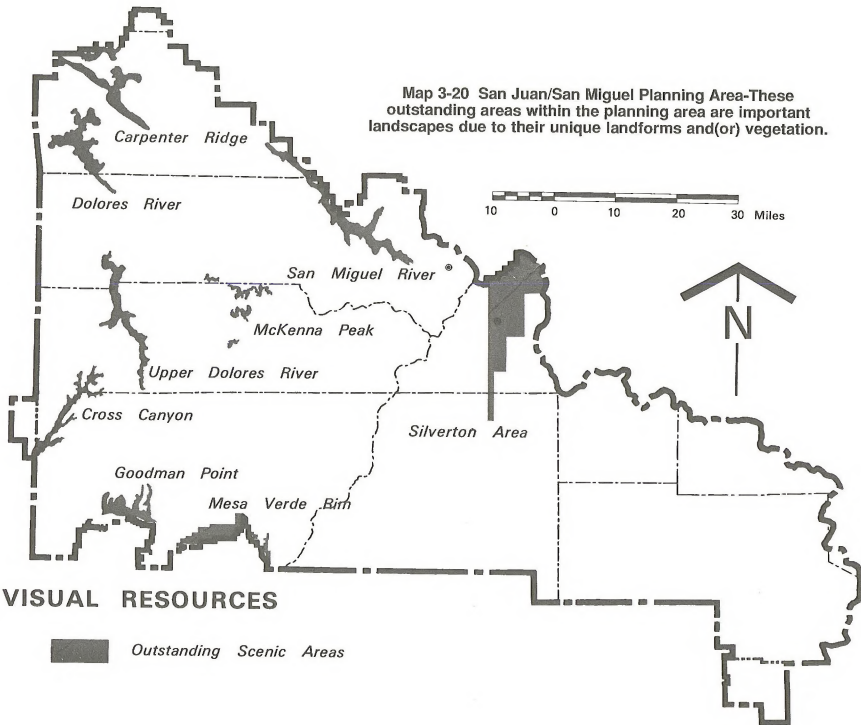 Map 3-20 San Juan/San Miguel Planning Area-These
outstanding areas within the planning area are important
landscapes due to their unique landforms and(or) vegetation.
Carpenter Ridge
Dolores River
10 0 10 20 30 Miles
San Miguel River
N
McKenna Peak
Upper Dolores River
Cross Canyon
Silverton Area
Goodman Point
Mesa Verde Rim
VISUAL RESOURCES
Outstanding Scenic Areas